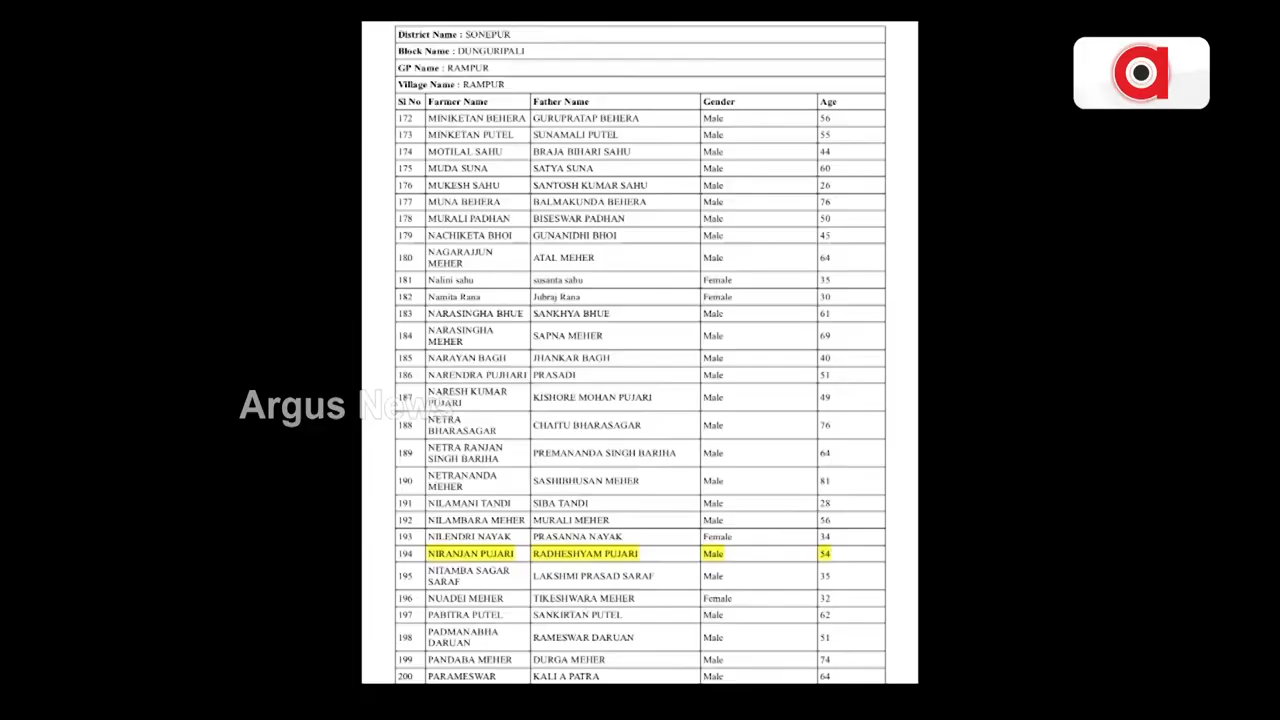 District Name : SONEPUR
Block Name : DUNGURIPALI
GP Name : RAMPUR
Village Name : RAMPUR
Sl No Farmer Name Father Name Gender Age
172 MINIKETAN BEHERA GURUPRATAP BEHERA Male 56
173 MINKETAN PUTEL SUNAMALI PUTEL Male 55
174 MOTILAL SAHU BRAJA BIHARI SAHU Male 44
175 MUDA SUNA SATYA SUNA Male 60
176 MUKESH SAHU SANTOSH KUMAR SAHU Male 26
177 MUNA BEHERA BALMAKUNDA BEHERA Male 76
178 MURALI PADHAN BISESWAR PADHAN Male 50
179 NACHIKETA BHOI GUNANIDHI BHOI Male 45
180 NAGARAJJUN MEHER ATAL MEHER Male 64
181 Nalini sahu susanta sahu Female 35
182 Namita Rana Jubraj Rana Female 30
183 NARASINGHA BHUE SANKHYA BHUE Male 61
184 NARASINGHA MEHER SAPNA MEHER Male 69
185 NARAYAN BAGH JHANKAR BAGH Male 40
186 NARENDRA PUJHARI PRASADI Male 51
187 NARESH KUMAR PUJARI KISHORE MOHAN PUJARI Male 49
188 NETRA BHARASAGAR CHAITU BHARASAGAR Male 76
189 NETRA RANJAN SINGH BARIHA PREMANANDA SINGH BARIHA Male 64
190 NETRANANDA MEHER SASHIBHUSAN MEHER Male 81
191 NILAMANI TANDI SIBA TANDI Male 28
192 NILAMBARA MEHER MURALI MEHER Male 56
193 NILENDRI NAYAK PRASANNA NAYAK Female 34
194 NIRANJAN PUJARI RADHESHYAM PUJARI Male 54
195 NITAMBA SAGAR SARAF LAKSHMI PRASAD SARAF Male 35
196 NUADEI MEHER TIKESHWARA MEHER Female 32
197 PABITRA PUTEL SANKIRTAN PUTEL Male 62
198 PADMANABHA DARUAN RAMESWAR DARUAN Male 51
199 PANDABA MEHER DURGA MEHER Male 74
200 PARAMESWAR KALI A PATRA Male 64
Argus News
a